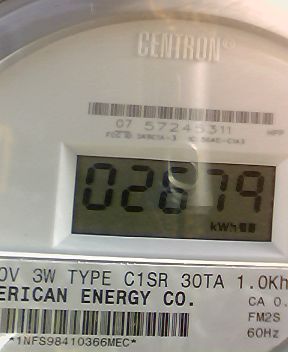 CENTRON®
07 57245311
02679
kWh
0V 3W TYPE C1SR 30TA 1.0Kh
ERICAN ENERGY CO.
CA 0.
FM2S
60Hz
*1NFS98410366MEC*